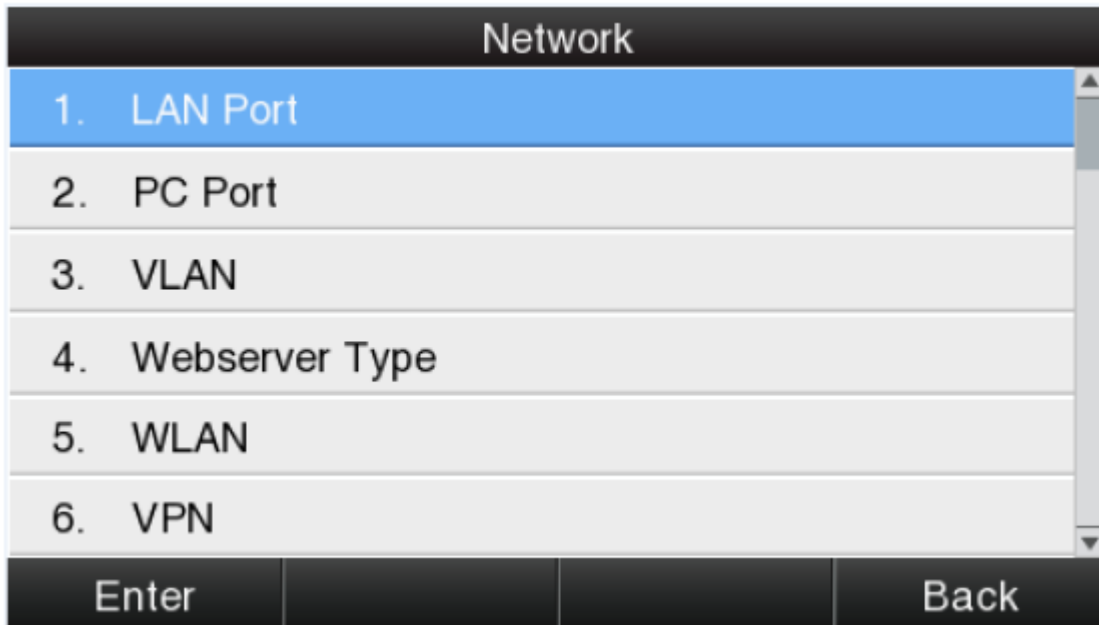 Network
1. LAN Port
2. PC Port
3. VLAN
4. Webserver Type
5. WLAN
6. VPN
Enter Back